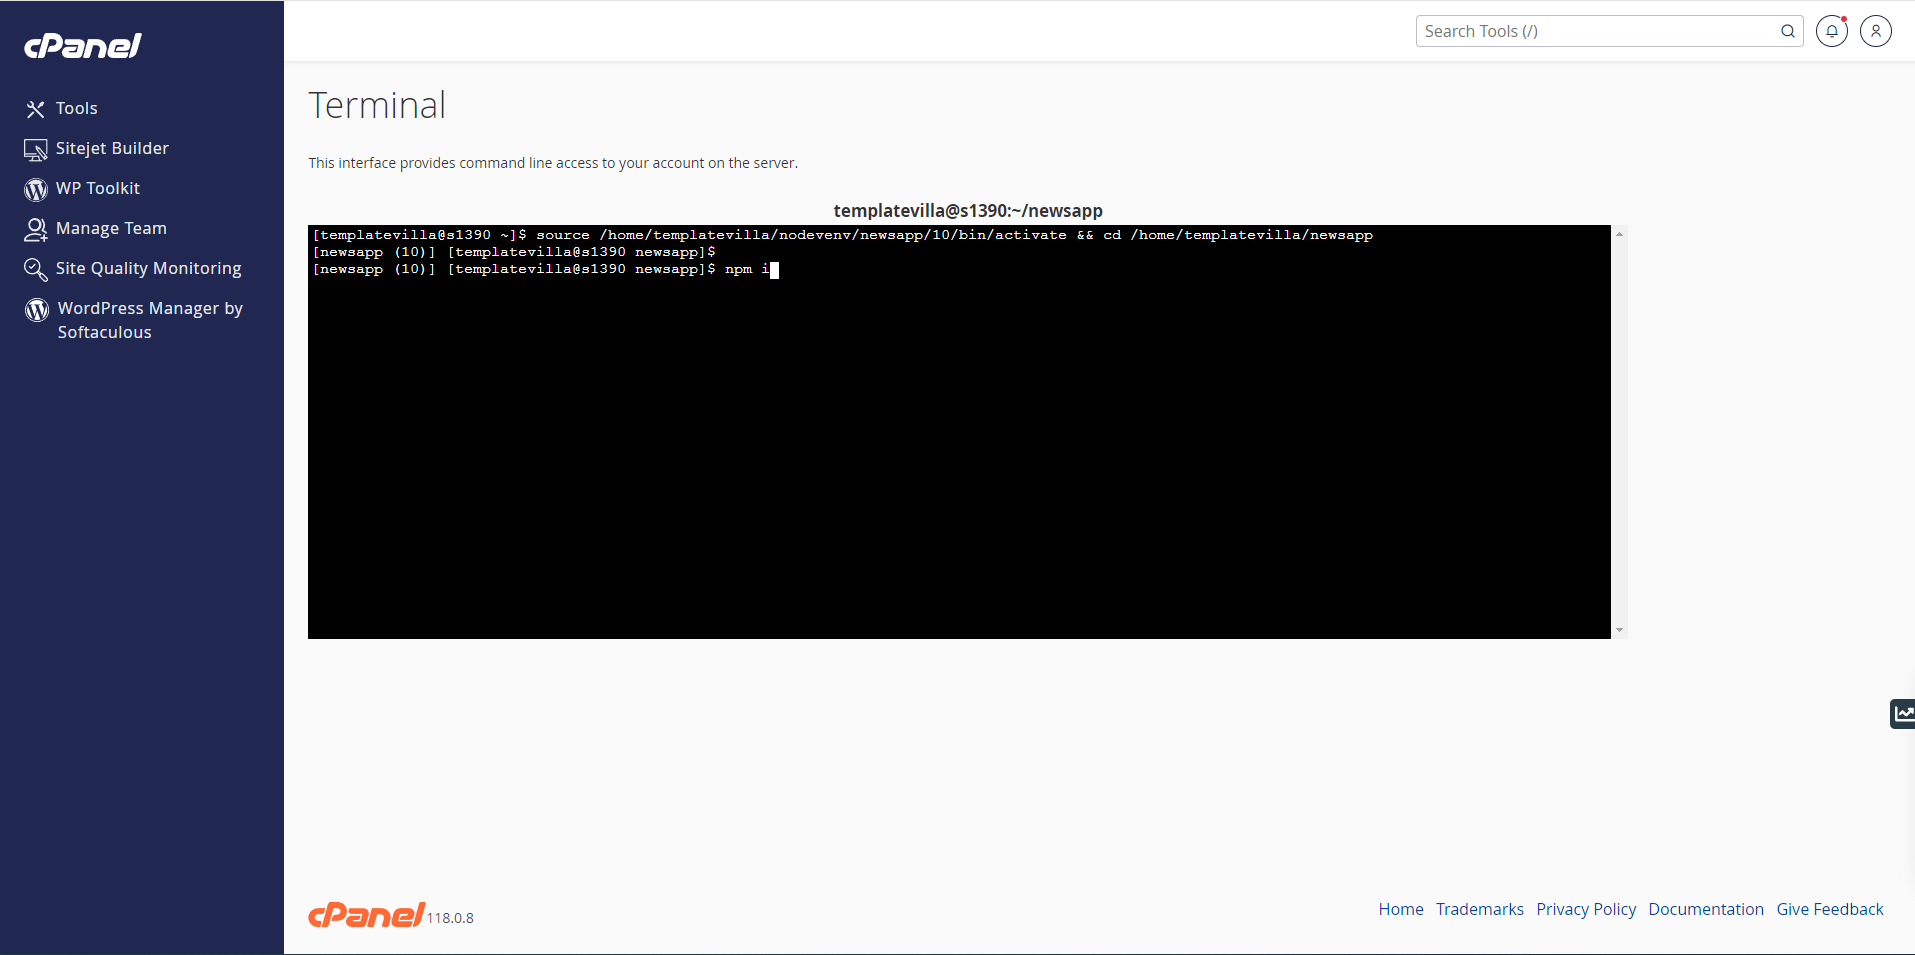 cPanel
Search Tools (/)
Tools
Sitejet Builder
WP Toolkit
Manage Team
Site Quality Monitoring
WordPress Manager by
Softaculous
Terminal
This interface provides command line access to your account on the server.
templatevilla@s1390:~/newsapp
[templatevilla@s1390 ~]$ source /home/templatevilla/nodevenv/newsapp/10/bin/activate && cd /home/templatevilla/newsapp
[newsapp (10)] [templatevilla@s1390 newsapp]$
[newsapp (10)] [templatevilla@s1390 newsapp]$ npm i
cPanel 118.0.8
Home Trademarks Privacy Policy Documentation Give Feedback